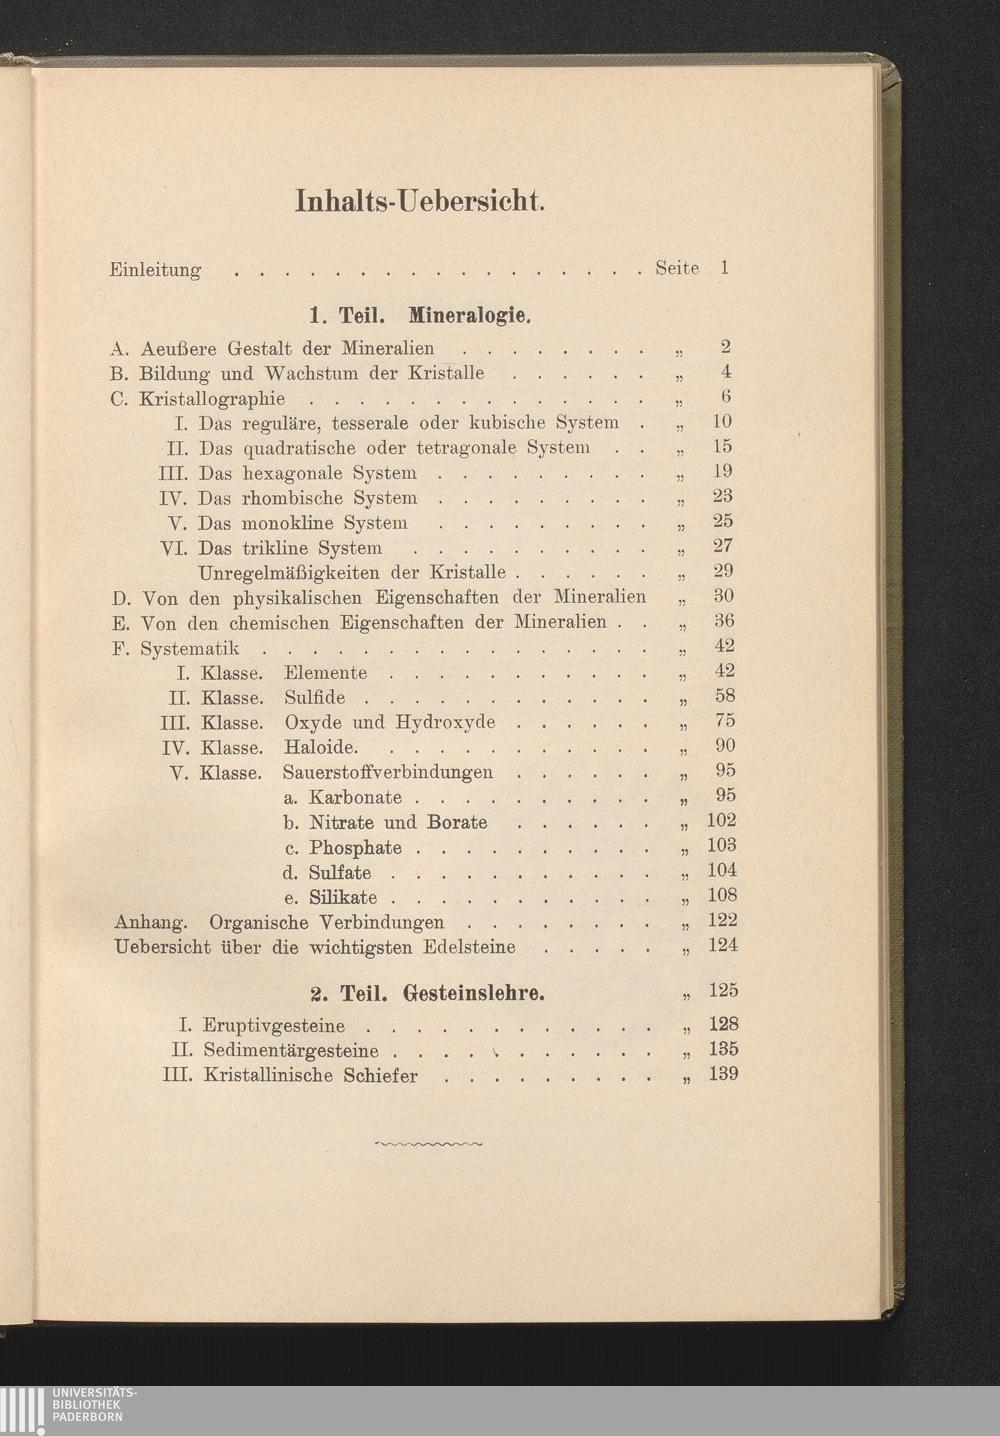 Inhalts-Uebersicht.
Einleitung . . . . . . . . . . . . . . . . . Seite 1
1. Teil. Mineralogie.
A. Aeußere Gestalt der Mineralien . . . . . . . . „ 2
B. Bildung und Wachstum der Kristalle . . . . . . „ 4
C. Kristallographie . . . . . . . . . . . . . . „ 6
I. Das reguläre, tesserale oder kubische System . „ 10
II. Das quadratische oder tetragonale System . . „ 15
III. Das hexagonale System . . . . . . . . . „ 19
IV. Das rhombische System . . . . . . . . . „ 23
V. Das monokline System . . . . . . . . . „ 25
VI. Das trikline System . . . . . . . . . . „ 27
Unregelmäßigkeiten der Kristalle . . . . . . „ 29
D. Von den physikalischen Eigenschaften der Mineralien „ 30
E. Von den chemischen Eigenschaften der Mineralien . . „ 36
F. Systematik . . . . . . . . . . . . . . . . „ 42
I. Klasse. Elemente . . . . . . . . . . . „ 42
II. Klasse. Sulfide . . . . . . . . . . . . „ 58
III. Klasse. Oxyde und Hydroxyde . . . . . . „ 75
IV. Klasse. Haloide. . . . . . . . . . . . „ 90
V. Klasse. Sauerstoffverbindungen . . . . . . „ 95
a. Karbonate . . . . . . . . . . „ 95
b. Nitrate und Borate . . . . . . „ 102
c. Phosphate . . . . . . . . . . „ 103
d. Sulfate . . . . . . . . . . . „ 104
e. Silikate . . . . . . . . . . . „ 108
Anhang. Organische Verbindungen . . . . . . . . „ 122
Uebersicht über die wichtigsten Edelsteine . . . . . „ 124
2. Teil. Gesteinslehre. „ 125
I. Eruptivgesteine . . . . . . . . . . . . „ 128
II. Sedimentärgesteine . . . . . . . . . . . „ 135
III. Kristallinische Schiefer . . . . . . . . . „ 139
UNIVERSITÄTS-
BIBLIOTHEK
PADERBORN